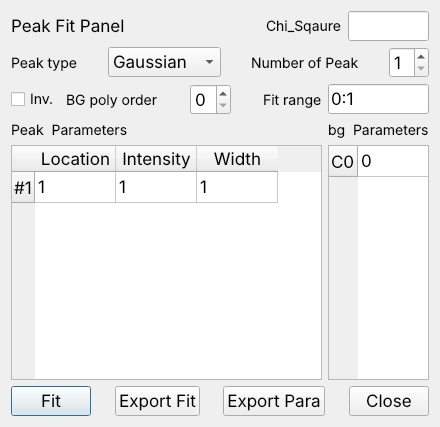 Peak Fit Panel Chi_Sqaure
Peak type Gaussian Number of Peak 1
Inv. BG poly order 0 Fit range 0:1
Peak Parameters bg Parameters
Location Intensity Width
#1 1 1 1
C0 0
Fit Export Fit Export Para Close